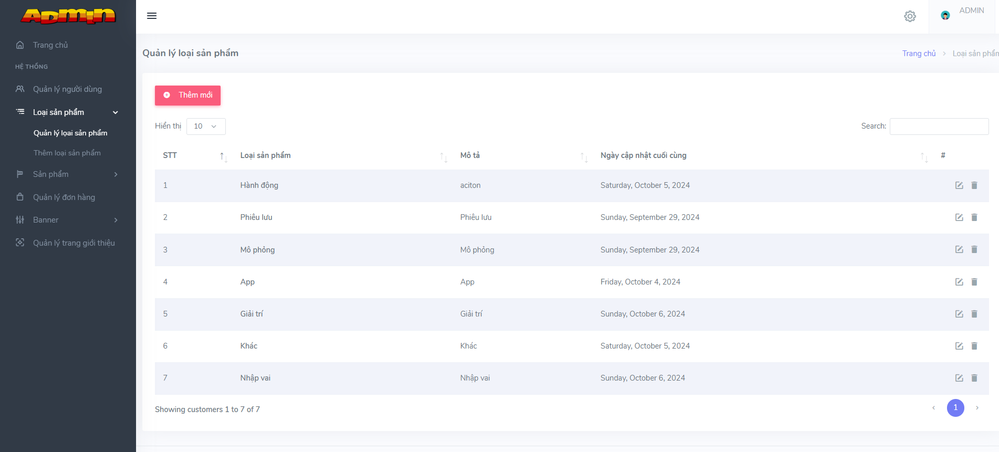 Admin
ADMIN
Trang chủ
HỆ THỐNG
Quản lý người dùng
Loại sản phẩm
Quản lý lọai sản phẩm
Thêm loại sản phẩm
Sản phẩm
Quản lý đơn hàng
Banner
Quản lý trang giới thiệu
Quản lý loại sản phẩm
Trang chủ > Loại sản phẩm
Thêm mới
Hiển thị 10
Search:
STT Loại sản phẩm Mô tả Ngày cập nhật cuối cùng #
1 Hành động aciton Saturday, October 5, 2024
2 Phiêu lưu Phiêu lưu Sunday, September 29, 2024
3 Mô phỏng Mô phỏng Sunday, September 29, 2024
4 App App Friday, October 4, 2024
5 Giải trí Giải trí Sunday, October 6, 2024
6 Khác Khác Saturday, October 5, 2024
7 Nhập vai Nhập vai Sunday, October 6, 2024
Showing customers 1 to 7 of 7
‹ 1 ›